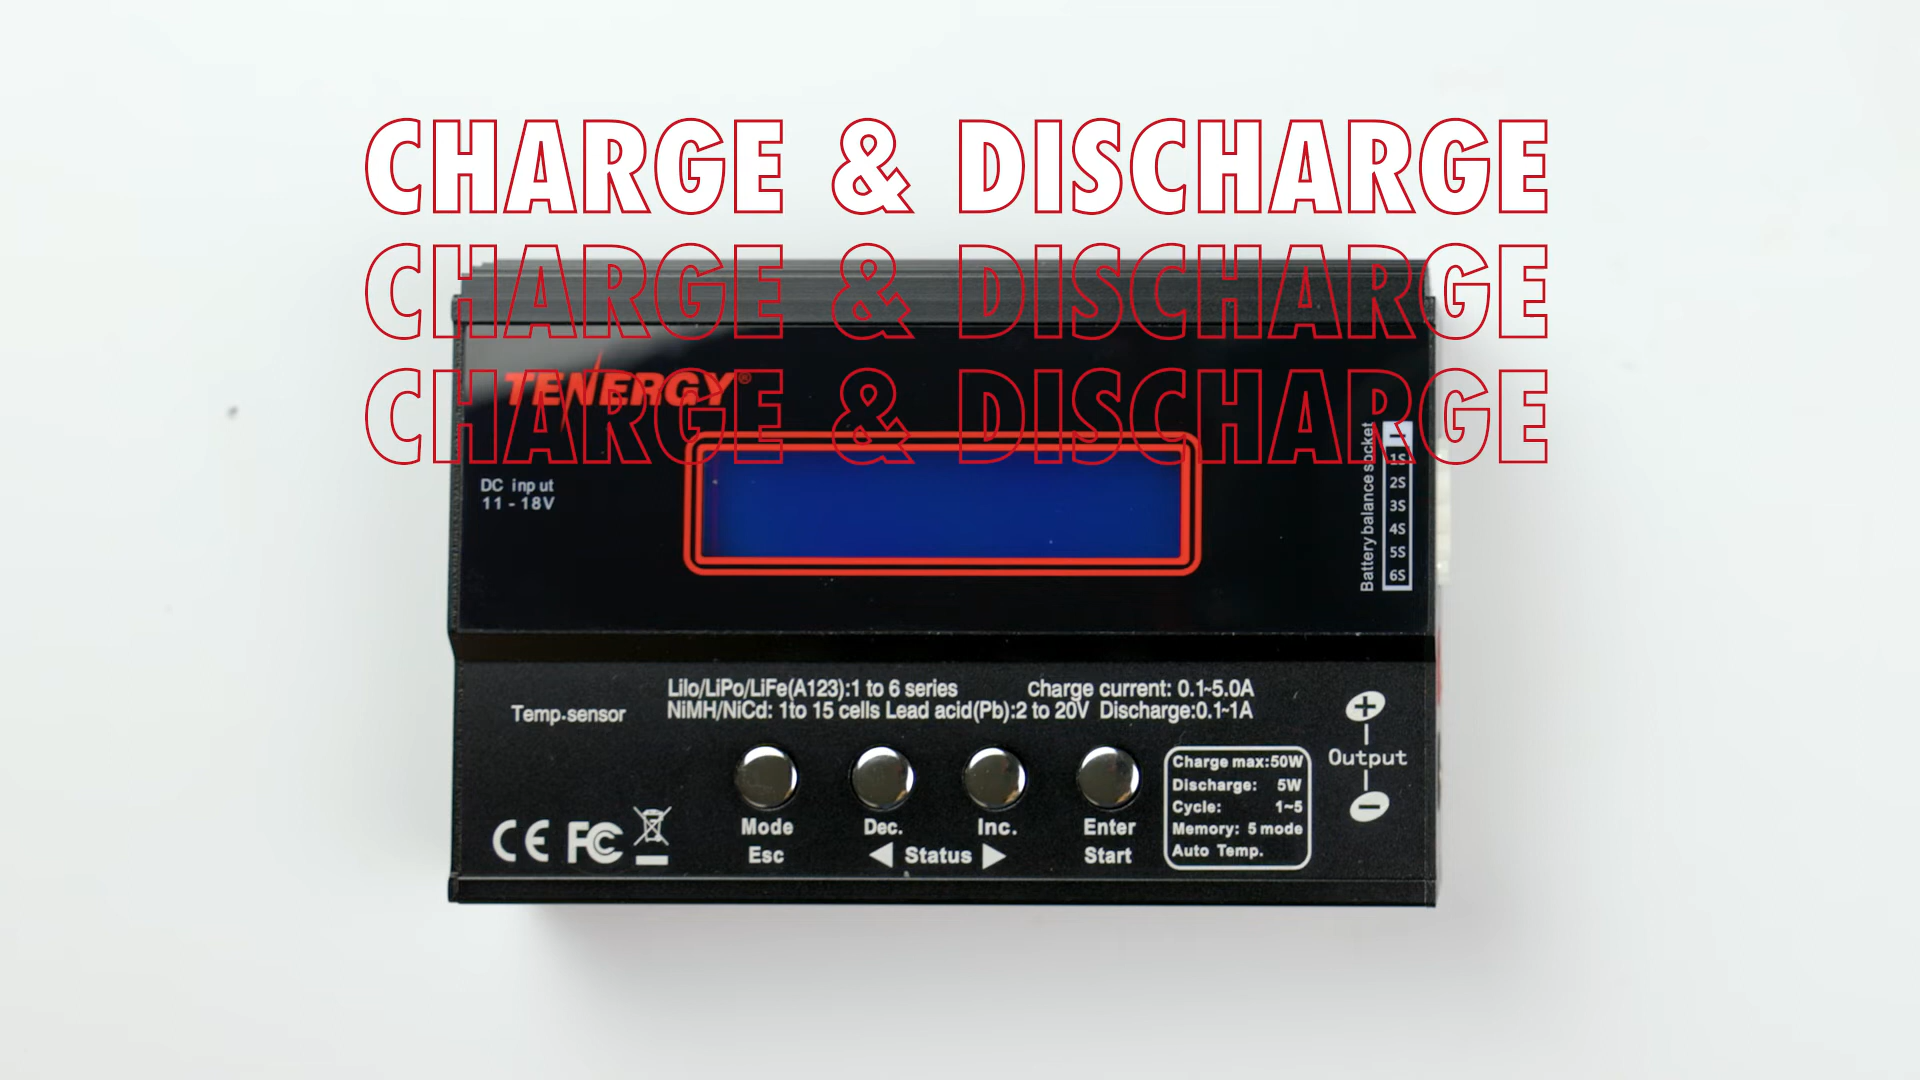 CHARGE & DISCHARGE
CHARGE & DISCHARGE
CHARGE & DISCHARGE
TENERGY®
DC input
11 - 18V
Battery balance socket
1S
2S
3S
4S
5S
6S
LiIo/LiPo/LiFe(A123):1 to 6 series Charge current: 0.1~5.0A
NiMH/NiCd: 1to 15 cells Lead acid(Pb):2 to 20V Discharge:0.1~1A
Temp.sensor
+
Output
−
Charge max:50W
Discharge: 5W
Cycle: 1~5
Memory: 5 mode
Auto Temp.
Mode
Esc
Dec.
Inc.
◀ Status ▶
Enter
Start
CE FC